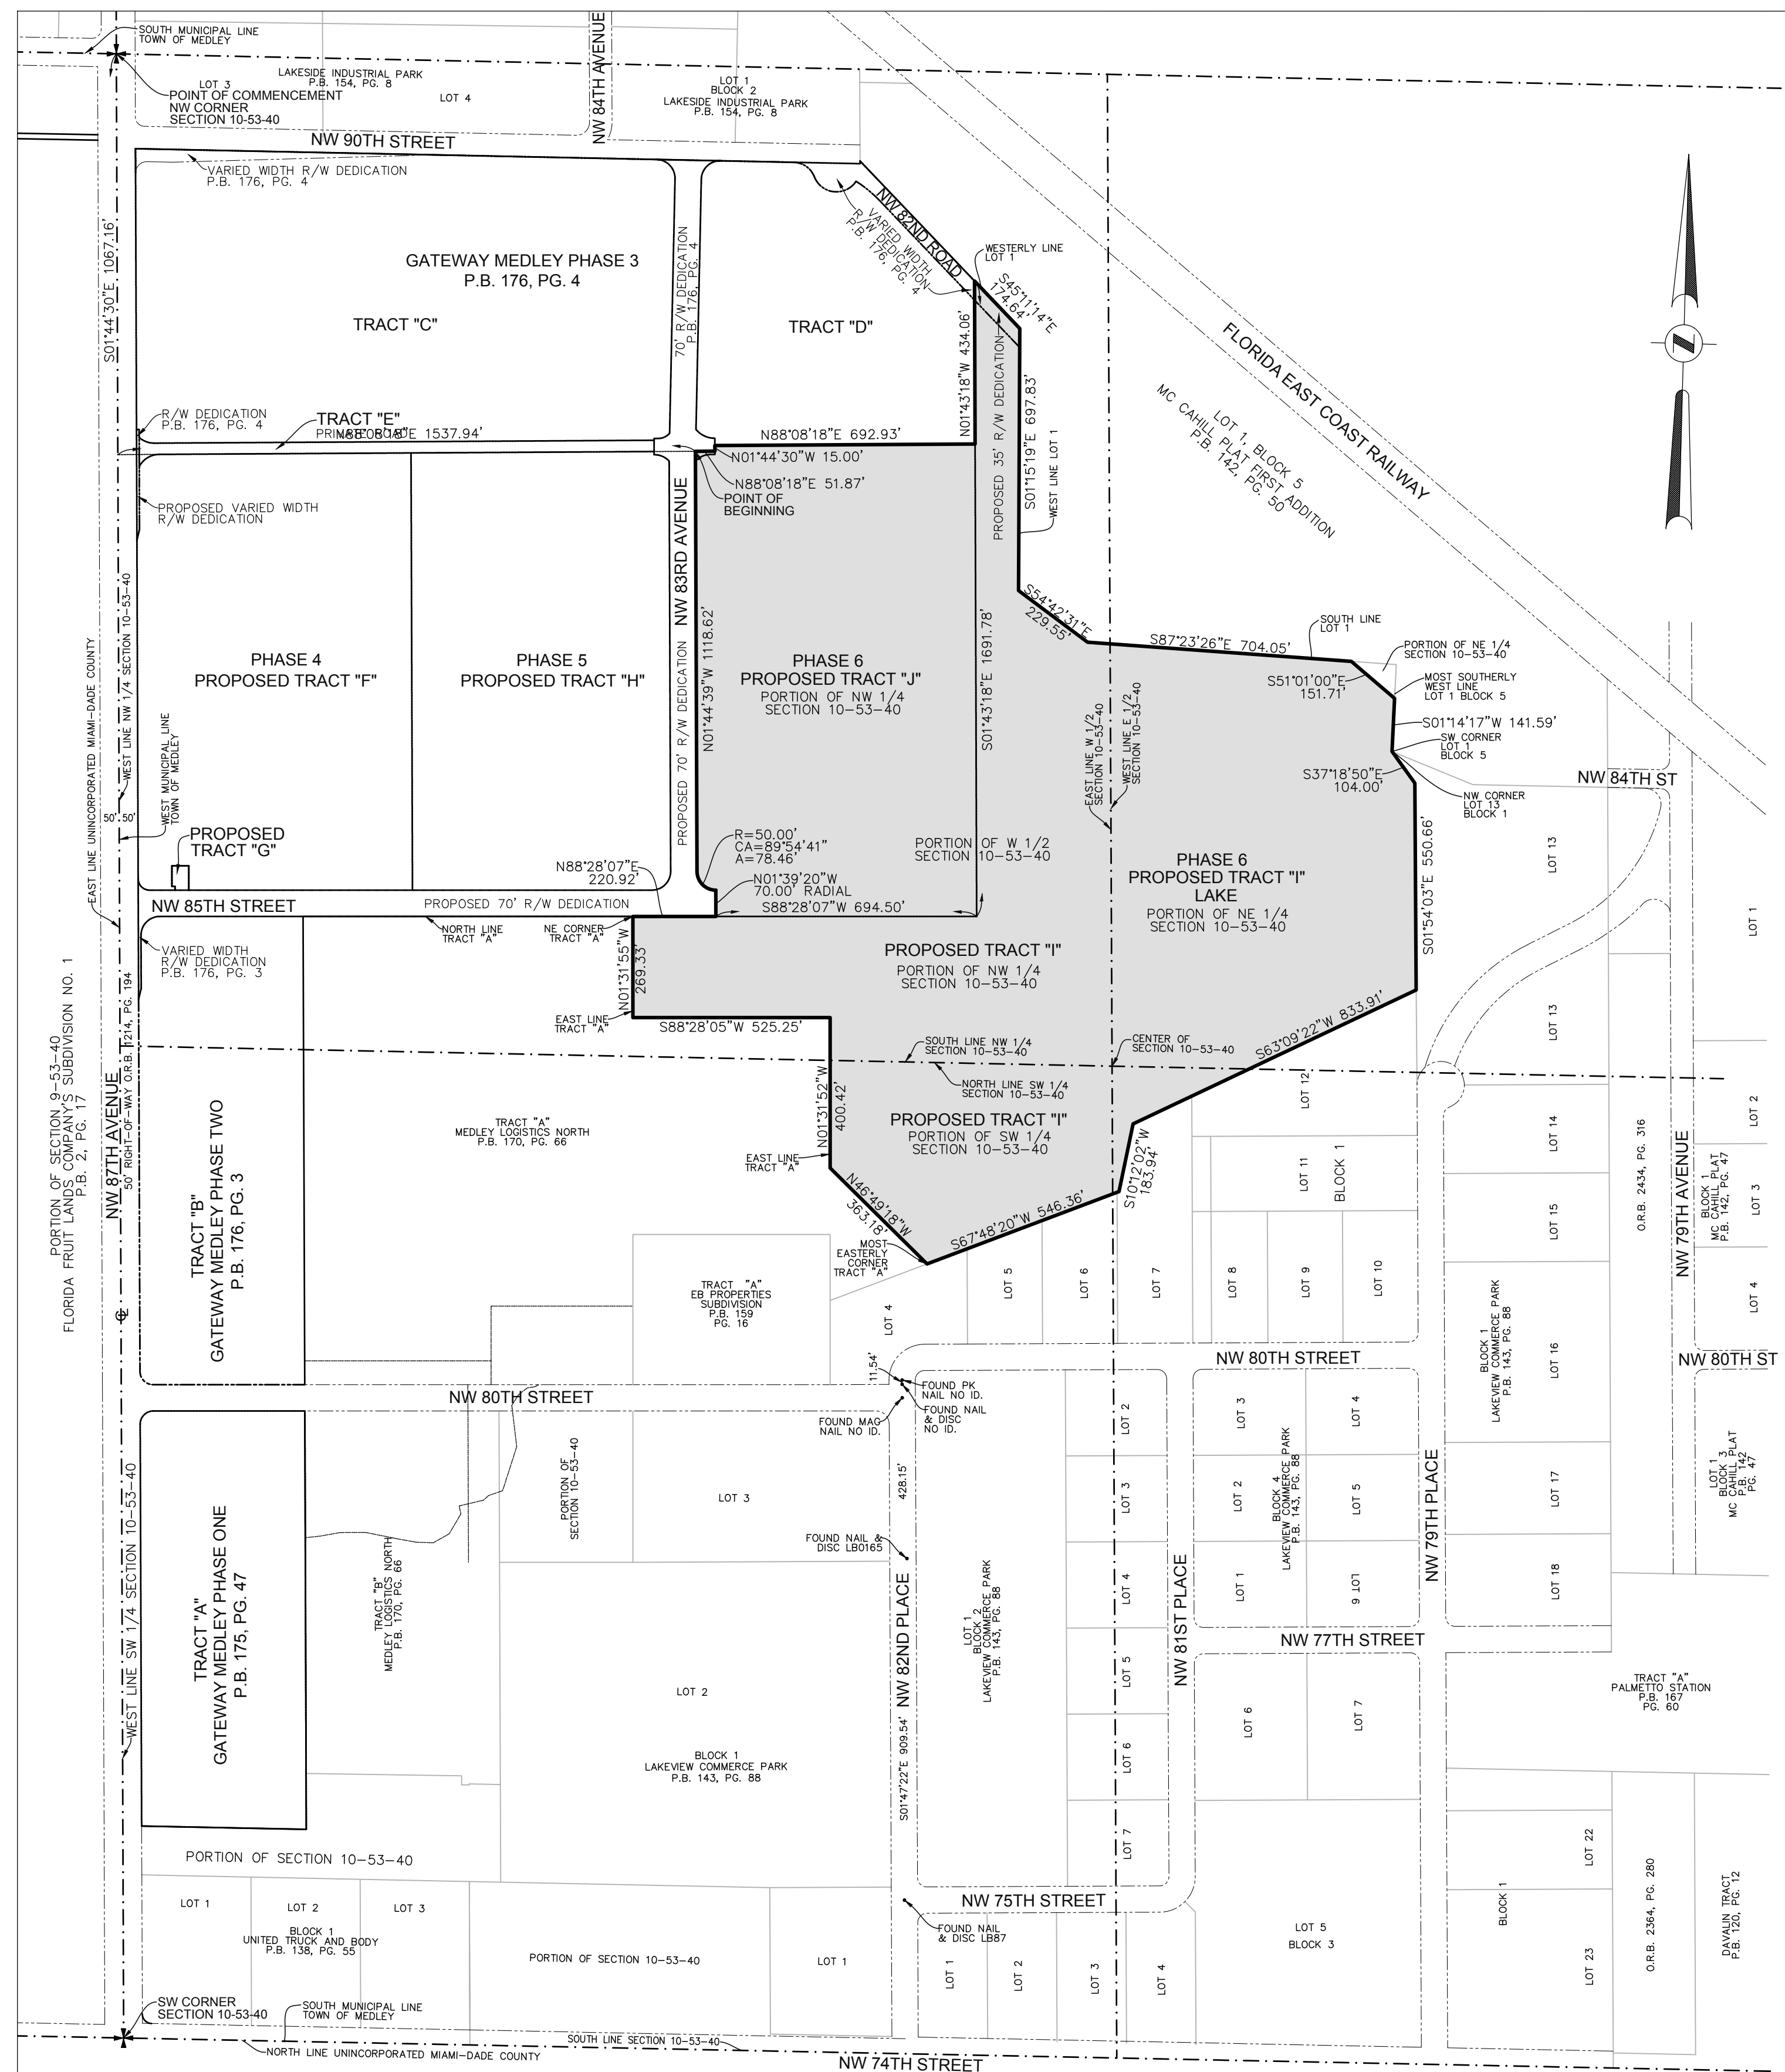 SOUTH MUNICIPAL LINE
TOWN OF MEDLEY
LOT 3
LAKESIDE INDUSTRIAL PARK
P.B. 154, PG. 8
LOT 4
POINT OF COMMENCEMENT
NW CORNER
SECTION 10-53-40
NW 84TH AVENUE
LOT 1
BLOCK 2
LAKESIDE INDUSTRIAL PARK
P.B. 154, PG. 8
NW 90TH STREET
VARIED WIDTH R/W DEDICATION
P.B. 176, PG. 4
S01°44'30"E 1067.16'
GATEWAY MEDLEY PHASE 3
P.B. 176, PG. 4
TRACT "C"
70' R/W DEDICATION
P.B. 176, PG. 4
TRACT "D"
NW 82ND ROAD
VARIED WIDTH
R/W DEDICATION
P.B. 176, PG. 4
WESTERLY LINE
LOT 1
S45°11'14"E
174.64'
N01°43'18"W 434.06'
PROPOSED 35' R/W DEDICATION
S01°15'19"E 697.83'
WEST LINE LOT 1
FLORIDA EAST COAST RAILWAY
LOT 1, BLOCK 5
MC CAHILL PLAT FIRST ADDITION
P.B. 142, PG. 50
N
R/W DEDICATION
P.B. 176, PG. 4
TRACT "E"
PRIVATE ROAD
N88°08'18"E 1537.94'
N88°08'18"E 692.93'
N01°44'30"W 15.00'
N88°08'18"E 51.87'
POINT OF
BEGINNING
PROPOSED VARIED WIDTH
R/W DEDICATION
NW 83RD AVENUE
PROPOSED 70' R/W DEDICATION
N01°44'39"W 1118.62'
PHASE 4
PROPOSED TRACT "F"
PHASE 5
PROPOSED TRACT "H"
PHASE 6
PROPOSED TRACT "J"
PORTION OF NW 1/4
SECTION 10-53-40
S01°43'18"E 1691.78'
S54°42'31"E
229.55'
S87°23'26"E 704.05'
SOUTH LINE
LOT 1
PORTION OF NE 1/4
SECTION 10-53-40
S51°01'00"E
151.71'
MOST SOUTHERLY
WEST LINE
LOT 1 BLOCK 5
S01°14'17"W 141.59'
SW CORNER
LOT 1
BLOCK 5
S37°18'50"E
104.00'
NW CORNER
LOT 13
BLOCK 1
NW 84TH ST
EAST LINE W 1/2
SECTION 10-53-40
WEST LINE E 1/2
SECTION 10-53-40
EAST LINE UNINCORPORATED MIAMI-DADE COUNTY
WEST LINE NW 1/4 SECTION 10-53-40
WEST MUNICIPAL LINE
TOWN OF MEDLEY
50' 50'
PROPOSED
TRACT "G"
R=50.00'
CA=89°54'41"
A=78.46'
PORTION OF W 1/2
SECTION 10-53-40
PHASE 6
PROPOSED TRACT "I"
LAKE
PORTION OF NE 1/4
SECTION 10-53-40
S01°54'03"E 550.66'
LOT 13
LOT 1
N88°28'07"E
220.92'
N01°39'20"W
70.00' RADIAL
S88°28'07"W 694.50'
NW 85TH STREET
PROPOSED 70' R/W DEDICATION
NORTH LINE
TRACT "A"
NE CORNER
TRACT "A"
VARIED WIDTH
R/W DEDICATION
P.B. 176, PG. 3
N01°31'55"W
269.33'
PROPOSED TRACT "I"
PORTION OF NW 1/4
SECTION 10-53-40
EAST LINE
TRACT "A"
S88°28'05"W 525.25'
S63°09'22"W 833.91'
LOT 13
PORTION OF SECTION 9-53-40
FLORIDA FRUIT LANDS COMPANY'S SUBDIVISION NO. 1
P.B. 2, PG. 17
NW 87TH AVENUE
50' RIGH-OF-WAY O.R.B. 1214, PG. 194
SOUTH LINE NW 1/4
SECTION 10-53-40
CENTER OF
SECTION 10-53-40
NORTH LINE SW 1/4
SECTION 10-53-40
N01°31'52"W
400.42'
PROPOSED TRACT "I"
PORTION OF SW 1/4
SECTION 10-53-40
S10°12'02"W
183.94'
LOT 12
LOT 11
BLOCK 1
LOT 14
LOT 2
O.R.B. 2434, PG. 316
NW 79TH AVENUE
BLOCK 1
MC CAHILL PLAT
P.B. 142, PG. 47
LOT 3
LOT 15
TRACT "A"
MEDLEY LOGISTICS NORTH
P.B. 170, PG. 66
EAST LINE
TRACT "A"
TRACT "B"
GATEWAY MEDLEY PHASE TWO
P.B. 176, PG. 3
N46°49'18"W
363.18'
S67°48'20"W 546.36'
MOST
EASTERLY
CORNER
TRACT "A"
TRACT "A"
EB PROPERTIES
SUBDIVISION
P.B. 159
PG. 16
LOT 4
LOT 5
LOT 6
LOT 7
LOT 8
LOT 9
LOT 10
LOT 4
LOT 16
BLOCK 1
LAKEVIEW COMMERCE PARK
P.B. 143, PG. 88
NW 80TH STREET
NW 80TH ST
NW 80TH STREET
11.54'
FOUND PK
NAIL NO ID.
FOUND NAIL
& DISC
NO ID.
FOUND MAG
NAIL NO ID.
428.15'
PORTION OF
SECTION 10-53-40
LOT 3
FOUND NAIL &
DISC LB0165
LOT 2
LOT 3
LOT 4
LOT 3
LOT 4
LOT 2
BLOCK 4
LAKEVIEW COMMERCE PARK
P.B. 143, PG. 88
LOT 5
LOT 1
LOT 6
NW 79TH PLACE
LOT 17
LOT 18
LOT 1
BLOCK 3
MC CAHILL PLAT
P.B. 142
PG. 47
WEST LINE SW 1/4 SECTION 10-53-40
TRACT "A"
GATEWAY MEDLEY PHASE ONE
P.B. 175, PG. 47
TRACT "B"
MEDLEY LOGISTICS NORTH
P.B. 170, PG. 66
NW 82ND PLACE
S01°47'22"E 909.54'
LOT 1
BLOCK 2
LAKEVIEW COMMERCE PARK
P.B. 143, PG. 88
NW 81ST PLACE
NW 77TH STREET
LOT 5
LOT 6
LOT 7
LOT 6
LOT 7
TRACT "A"
PALMETTO STATION
P.B. 167
PG. 60
LOT 2
BLOCK 1
LAKEVIEW COMMERCE PARK
P.B. 143, PG. 88
PORTION OF SECTION 10-53-40
LOT 1
LOT 2
LOT 3
BLOCK 1
UNITED TRUCK AND BODY
P.B. 138, PG. 55
PORTION OF SECTION 10-53-40
LOT 1
NW 75TH STREET
FOUND NAIL
& DISC LB87
LOT 1
LOT 2
LOT 3
LOT 4
LOT 5
BLOCK 3
BLOCK 1
LOT 22
LOT 23
O.R.B. 2364, PG. 280
DAVALIN TRACT
P.B. 120, PG. 12
SW CORNER
SECTION 10-53-40
SOUTH MUNICIPAL LINE
TOWN OF MEDLEY
SOUTH LINE SECTION 10-53-40
NORTH LINE UNINCORPORATED MIAMI-DADE COUNTY
NW 74TH STREET